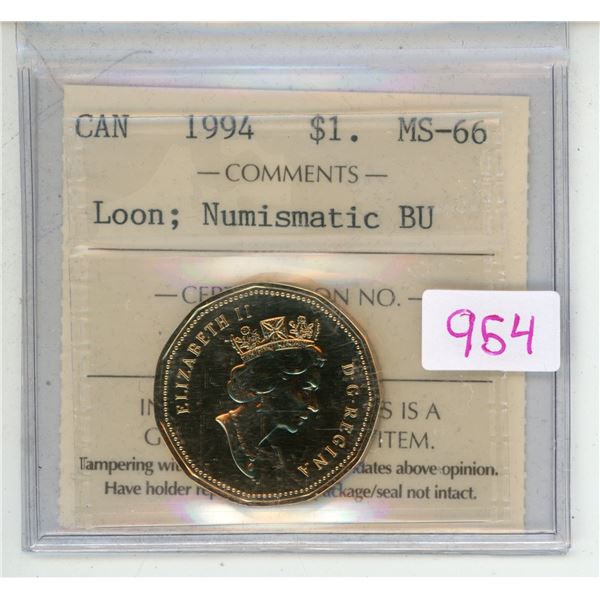 CAN 1994 $1. MS-66
— COMMENTS —
Loon; Numismatic BU
— CER ON NO. —
954
ELIZABETH II
D·G·REGINA
IN S IS A
G ITEM.
Tampering wi dates above opinion.
Have holder re ackage/seal not intact.